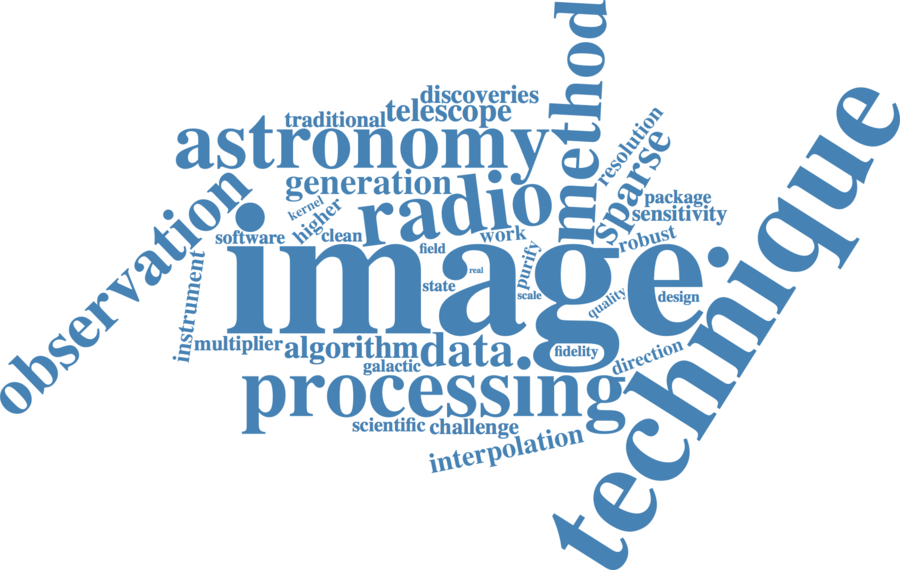 method
discoveries
telescope
traditional
technique
astronomy
resolution
sparse
generation
observation
radio
package
sensitivity
kernel
higher
software
clean
work
robust
field
image
purify
real
instrument
state
scale
quality
design
multiplier
algorithm
data
fidelity
direction
galactic
processing
scientific
challenge
interpolation